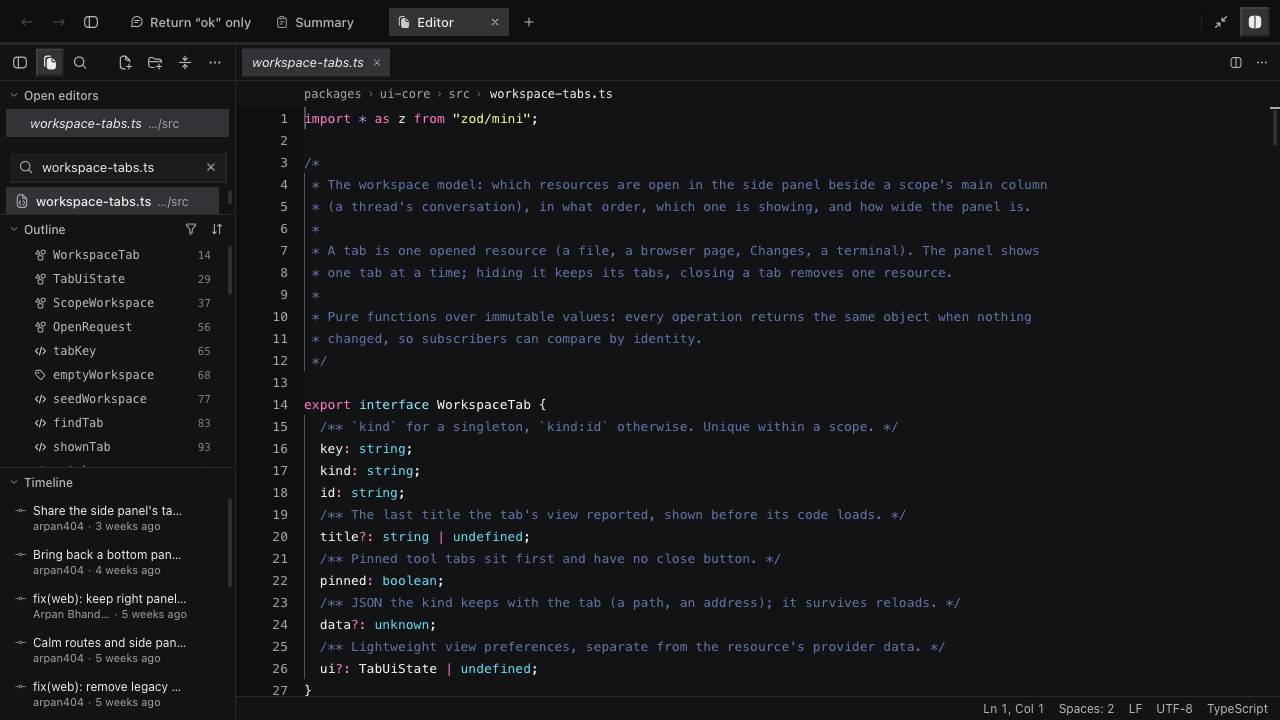 Return “ok” only
Summary
Editor
workspace-tabs.ts
Open editors
workspace-tabs.ts …/src
workspace-tabs.ts
workspace-tabs.ts …/src
Outline
WorkspaceTab 14
TabUiState 29
ScopeWorkspace 37
OpenRequest 56
tabKey 65
emptyWorkspace 68
seedWorkspace 77
findTab 83
shownTab 93
Timeline
Share the side panel's ta...
arpan404 · 3 weeks ago
Bring back a bottom pan...
arpan404 · 4 weeks ago
fix(web): keep right panel...
Arpan Bhand... · 5 weeks ago
Calm routes and side pan...
arpan404 · 5 weeks ago
fix(web): remove legacy ...
arpan404 · 5 weeks ago
packages › ui-core › src › workspace-tabs.ts
1 import * as z from "zod/mini";
2
3 /*
4 * The workspace model: which resources are open in the side panel beside a scope's main column
5 * (a thread's conversation), in what order, which one is showing, and how wide the panel is.
6 *
7 * A tab is one opened resource (a file, a browser page, Changes, a terminal). The panel shows
8 * one tab at a time; hiding it keeps its tabs, closing a tab removes one resource.
9 *
10 * Pure functions over immutable values: every operation returns the same object when nothing
11 * changed, so subscribers can compare by identity.
12 */
13
14 export interface WorkspaceTab {
15 /** `kind` for a singleton, `kind:id` otherwise. Unique within a scope. */
16 key: string;
17 kind: string;
18 id: string;
19 /** The last title the tab's view reported, shown before its code loads. */
20 title?: string | undefined;
21 /** Pinned tool tabs sit first and have no close button. */
22 pinned: boolean;
23 /** JSON the kind keeps with the tab (a path, an address); it survives reloads. */
24 data?: unknown;
25 /** Lightweight view preferences, separate from the resource's provider data. */
26 ui?: TabUiState | undefined;
27 }
Ln 1, Col 1 Spaces: 2 LF UTF-8 TypeScript